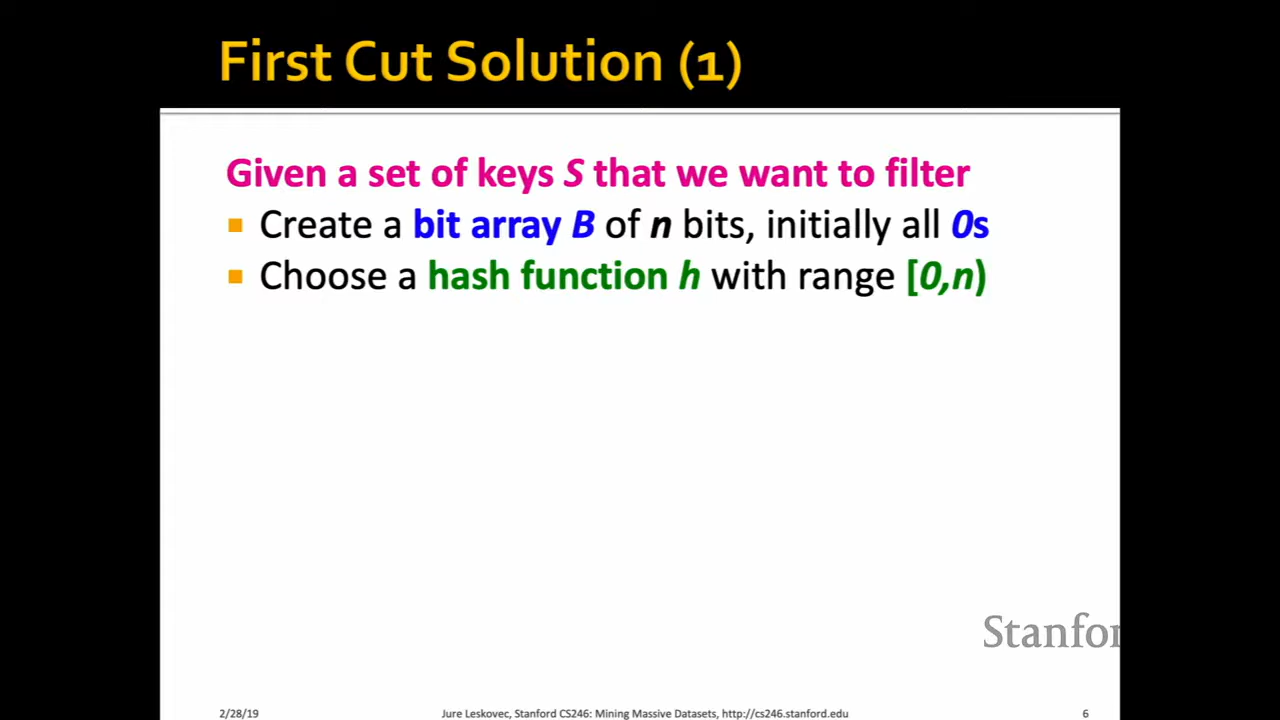 First Cut Solution (1)
Given a set of keys S that we want to filter
Create a bit array B of n bits, initially all 0s
Choose a hash function h with range [0,n)
Stanfor
2/28/19
Jure Leskovec, Stanford CS246: Mining Massive Datasets, http://cs246.stanford.edu
6